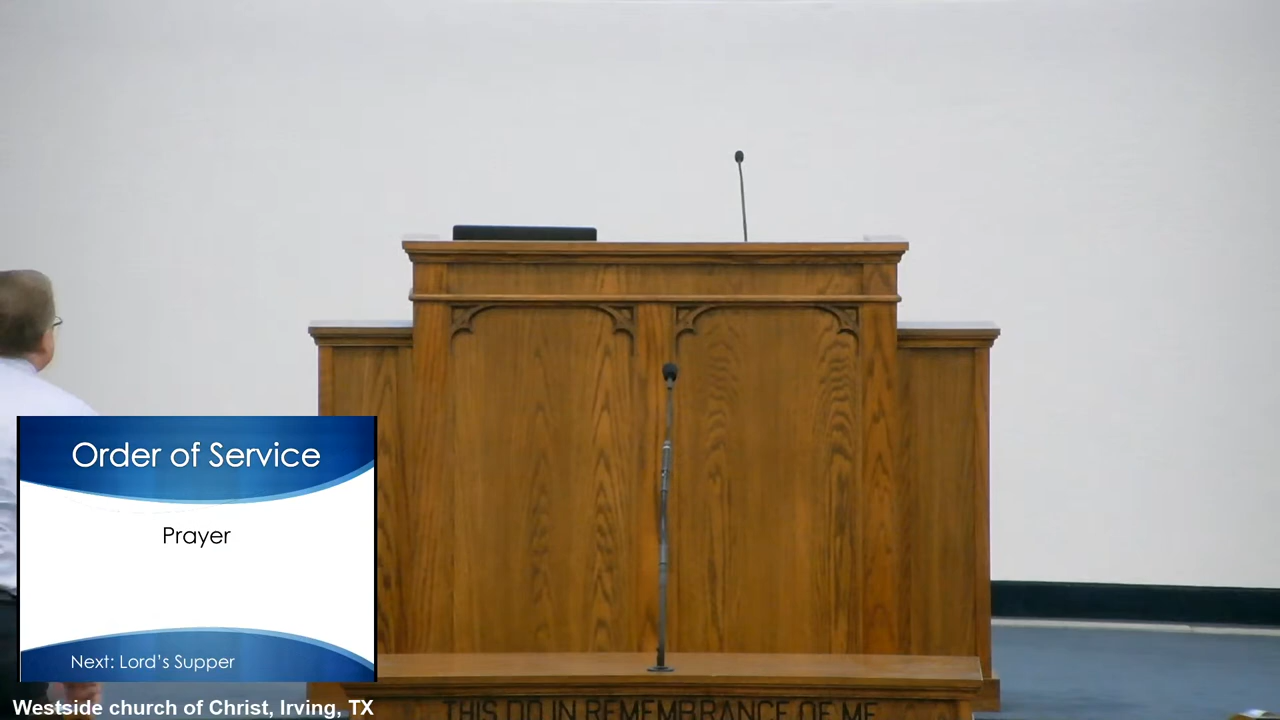 Order of Service
Prayer
Next: Lord's Supper
Westside church of Christ, Irving, TX
THIS DO IN REMEMBRANCE OF ME